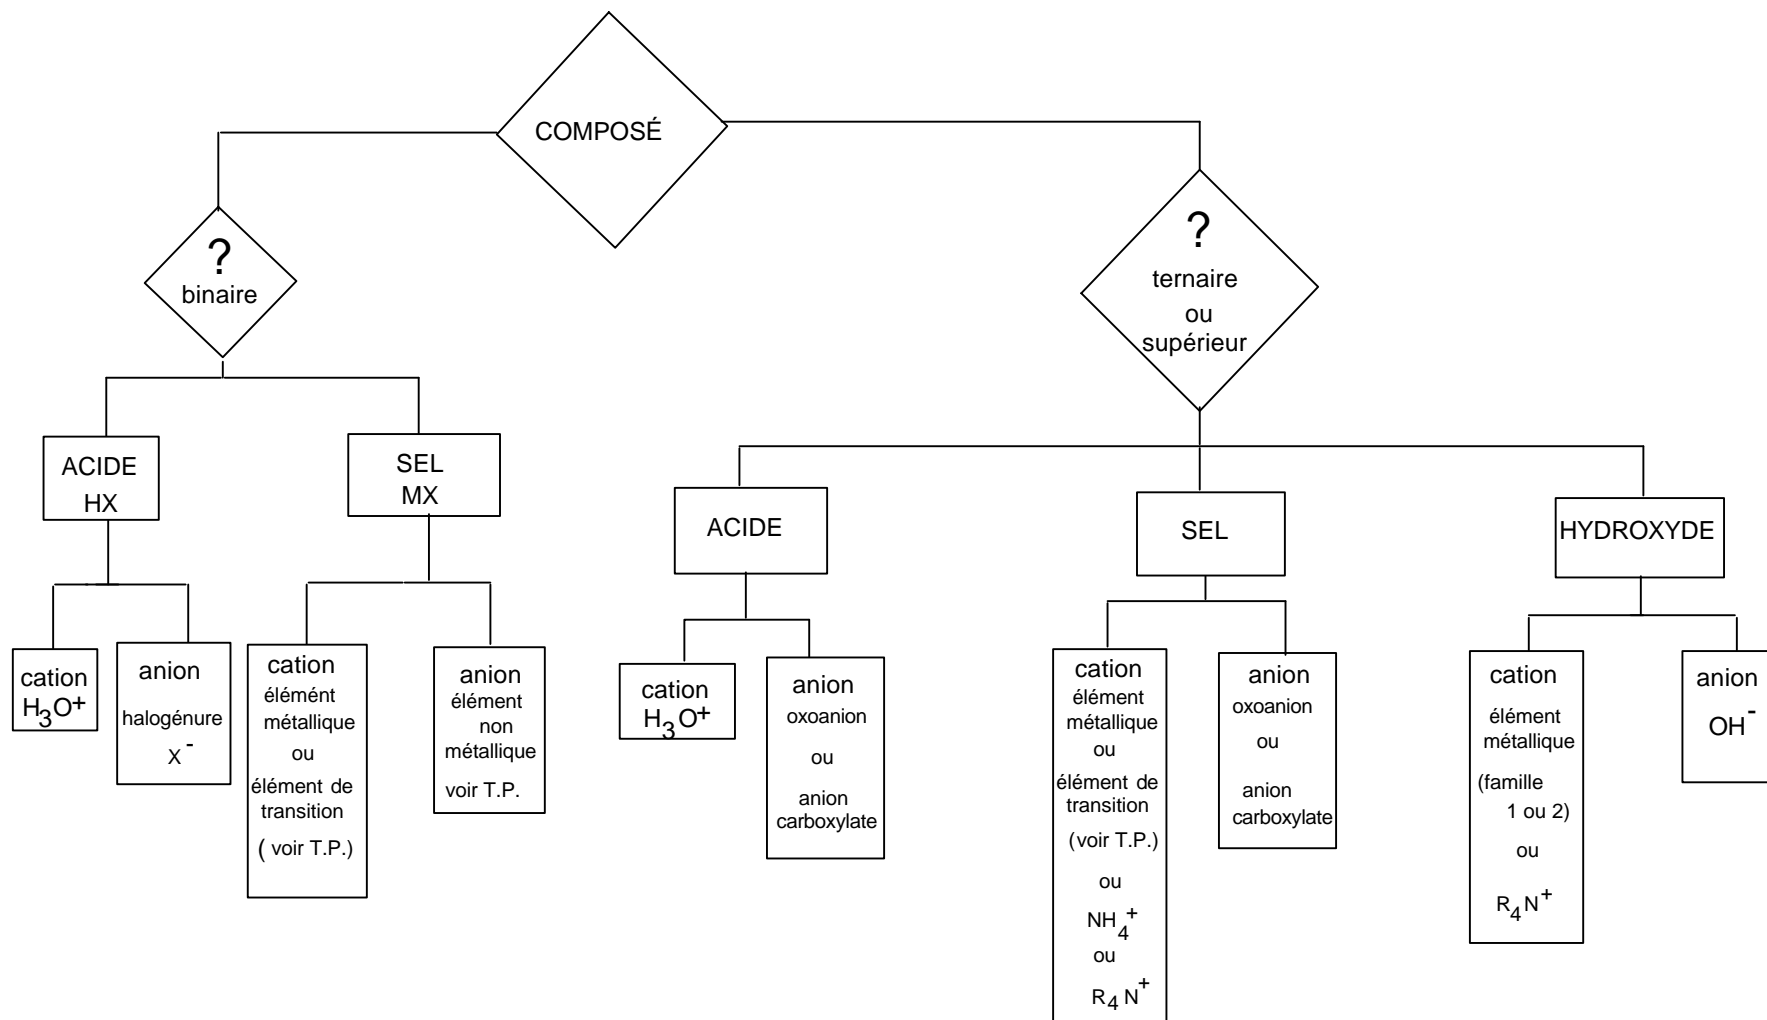 COMPOSÉ
?
binaire
?
ternaire
ou
supérieur
ACIDE
HX
SEL
MX
ACIDE
SEL
HYDROXYDE
cation
H₃O⁺
anion
halogénure
X⁻
cation
élémént
métallique
ou
élément de
transition
( voir T.P.)
anion
élément
non
métallique
voir T.P.
cation
H₃O⁺
anion
oxoanion
ou
anion
carboxylate
cation
élément
métallique
ou
élément de
transition
(voir T.P.)
ou
NH₄⁺
ou
R₄N⁺
anion
oxoanion
ou
anion
carboxylate
cation
élément
métallique
(famille
1 ou 2)
ou
R₄N⁺
anion
OH⁻